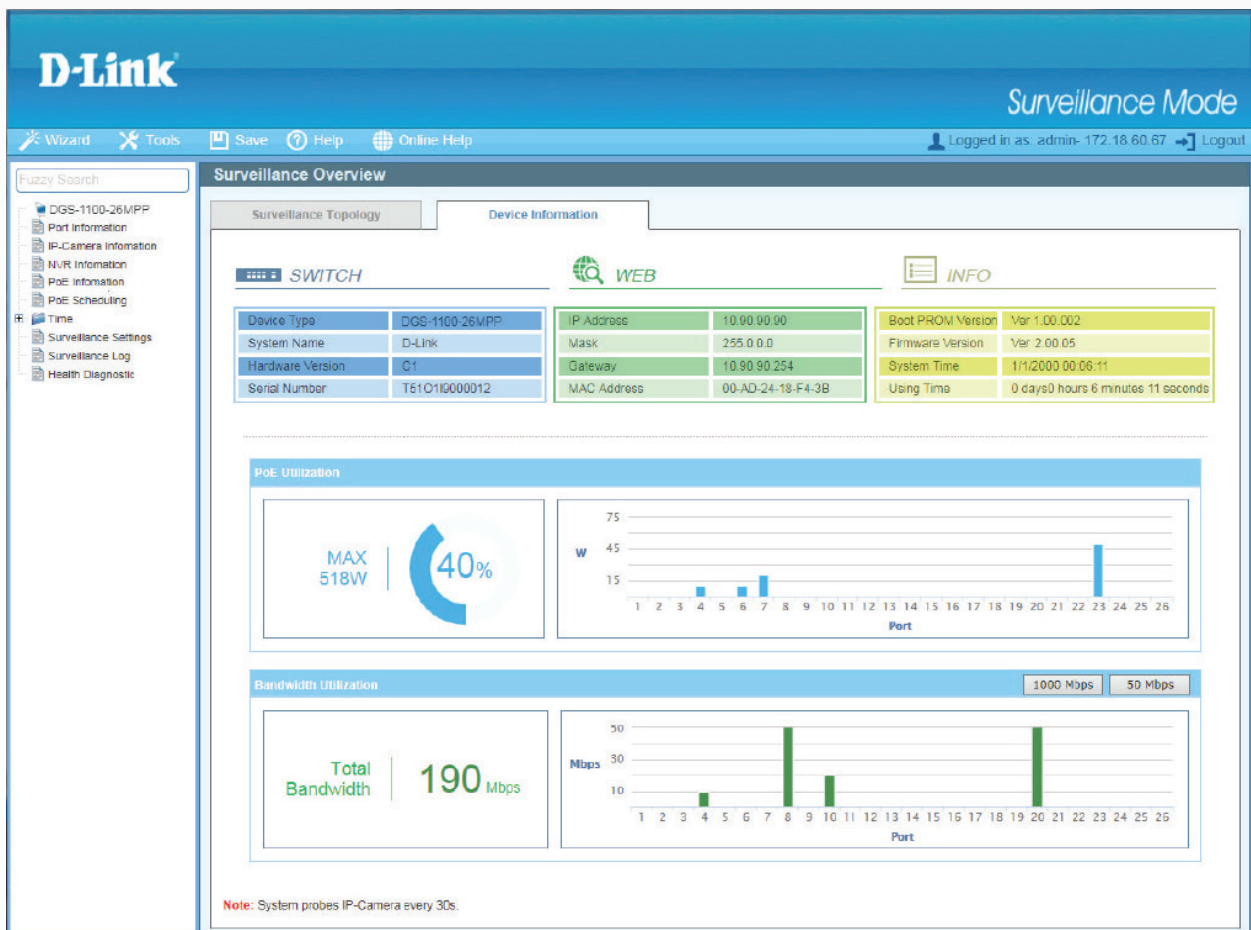 D-Link
Surveillance Mode
Wizard Tools Save Help Online Help Logged in as: admin- 172.18.60.67 Logout
Fuzzy Search
DGS-1100-26MPP
Port Information
IP-Camera Infomation
NVR Infomation
PoE Infomation
PoE Scheduling
Time
Surveillance Settings
Surveillance Log
Health Diagnostic
Surveillance Overview
Surveillance Topology Device Information
SWITCH WEB INFO
Device Type DGS-1100-26MPP IP Address 10.90.90.90 Boot PROM Version Ver 1.00.002
System Name D-Link Mask 255.0.0.0 Firmware Version Ver 2.00.05
Hardware Version C1 Gateway 10.90.90.254 System Time 1/1/2000 00:06:11
Serial Number MAC Address 00-AD-24-18-F4-3B Using Time 0 days0 hours 6 minutes 11 seconds
PoE Utilization
MAX
518W
40%
75
W 45
15
1 2 3 4 5 6 7 8 9 10 11 12 13 14 15 16 17 18 19 20 21 22 23 24 25 26
Port
Bandwidth Utilization 1000 Mbps 50 Mbps
Total
Bandwidth
190 Mbps
50
Mbps 30
10
1 2 3 4 5 6 7 8 9 10 11 12 13 14 15 16 17 18 19 20 21 22 23 24 25 26
Port
Note: System probes IP-Camera every 30s.